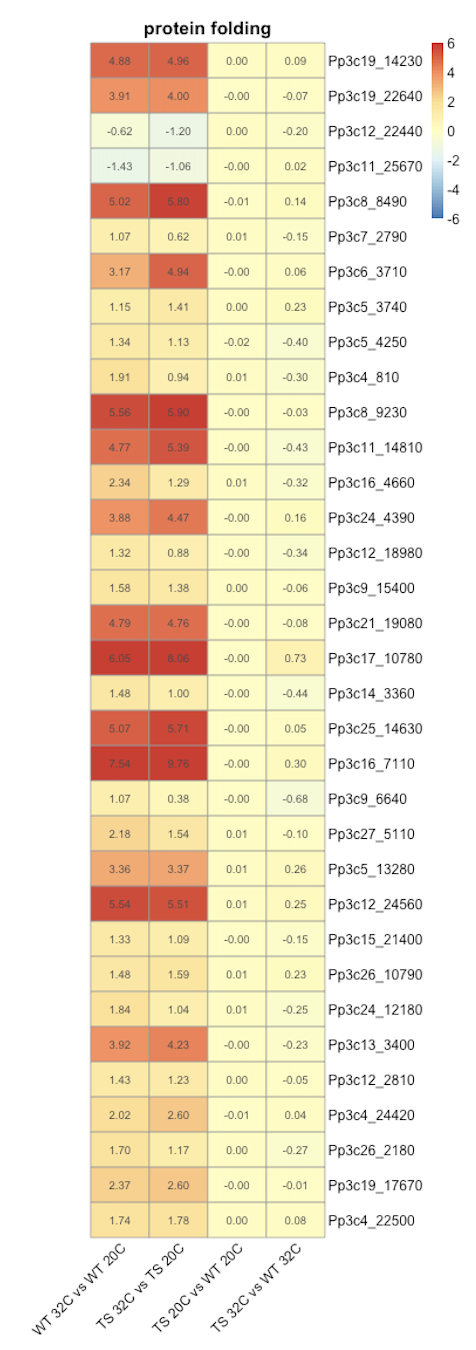 protein folding
4.88 4.96 0.00 0.09 Pp3c19_14230
3.91 4.00 -0.00 -0.07 Pp3c19_22640
-0.62 -1.20 0.00 -0.20 Pp3c12_22440
-1.43 -1.06 -0.00 0.02 Pp3c11_25670
5.02 5.80 -0.01 0.14 Pp3c8_8490
1.07 0.62 0.01 -0.15 Pp3c7_2790
3.17 4.94 -0.00 0.06 Pp3c6_3710
1.15 1.41 0.00 0.23 Pp3c5_3740
1.34 1.13 -0.02 -0.40 Pp3c5_4250
1.91 0.94 0.01 -0.30 Pp3c4_810
5.56 5.90 -0.00 -0.03 Pp3c8_9230
4.77 5.39 -0.00 -0.43 Pp3c11_14810
2.34 1.29 0.01 -0.32 Pp3c16_4660
3.88 4.47 -0.00 0.16 Pp3c24_4390
1.32 0.88 -0.00 -0.34 Pp3c12_18980
1.58 1.38 0.00 -0.06 Pp3c9_15400
4.79 4.76 -0.00 -0.08 Pp3c21_19080
6.05 8.06 -0.00 0.73 Pp3c17_10780
1.48 1.00 -0.00 -0.44 Pp3c14_3360
5.07 5.71 -0.00 0.05 Pp3c25_14630
7.54 9.76 -0.00 0.30 Pp3c16_7110
1.07 0.38 -0.00 -0.68 Pp3c9_6640
2.18 1.54 0.01 -0.10 Pp3c27_5110
3.36 3.37 0.01 0.26 Pp3c5_13280
5.54 5.51 0.01 0.25 Pp3c12_24560
1.33 1.09 -0.00 -0.15 Pp3c15_21400
1.48 1.59 0.01 0.23 Pp3c26_10790
1.84 1.04 0.01 -0.25 Pp3c24_12180
3.92 4.23 -0.00 -0.23 Pp3c13_3400
1.43 1.23 0.00 -0.05 Pp3c12_2810
2.02 2.60 -0.01 0.04 Pp3c4_24420
1.70 1.17 0.00 -0.27 Pp3c26_2180
2.37 2.60 -0.00 -0.01 Pp3c19_17670
1.74 1.78 0.00 0.08 Pp3c4_22500
WT 32C vs WT 20C
TS 32C vs TS 20C
TS 20C vs WT 20C
TS 32C vs WT 32C
6
4
2
0
-2
-4
-6